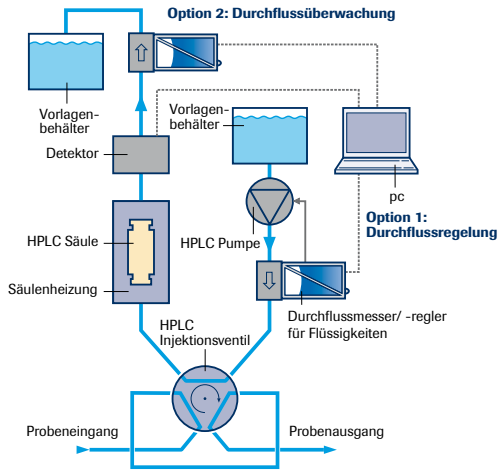 Option 2: Durchflussüberwachung
Vorlagen-
behälter
Vorlagen-
behälter
Detektor
pc
Option 1:
Durchflussregelung
HPLC Säule
HPLC Pumpe
Säulenheizung
Durchflussmesser/ -regler
für Flüssigkeiten
HPLC
Injektionsventil
Probeneingang
Probenausgang